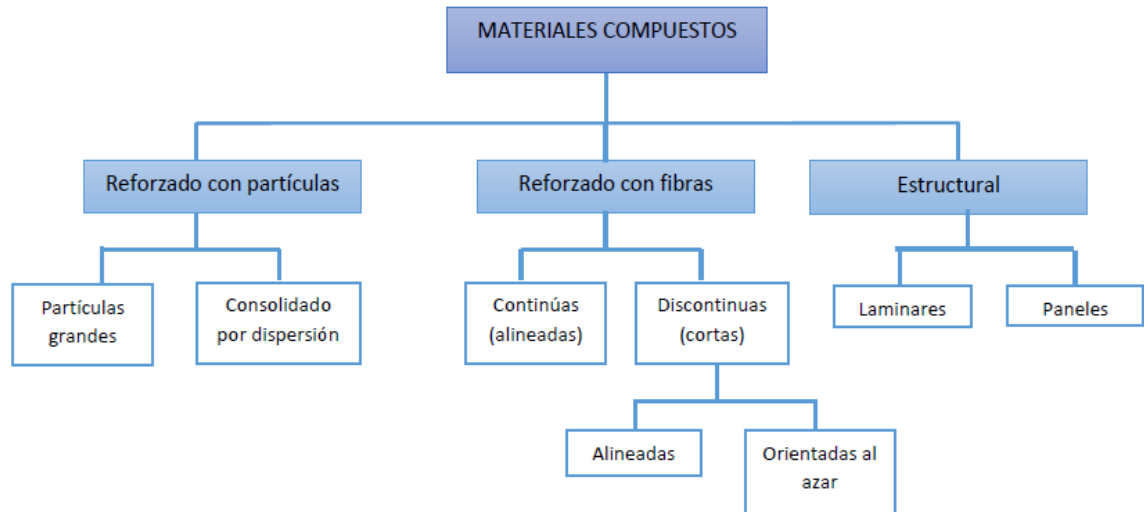 MATERIALES COMPUESTOS
Reforzado con partículas
Reforzado con fibras
Estructural
Partículas
grandes
Consolidado
por dispersión
Continúas
(alineadas)
Discontinuas
(cortas)
Laminares
Paneles
Alineadas
Orientadas al
azar